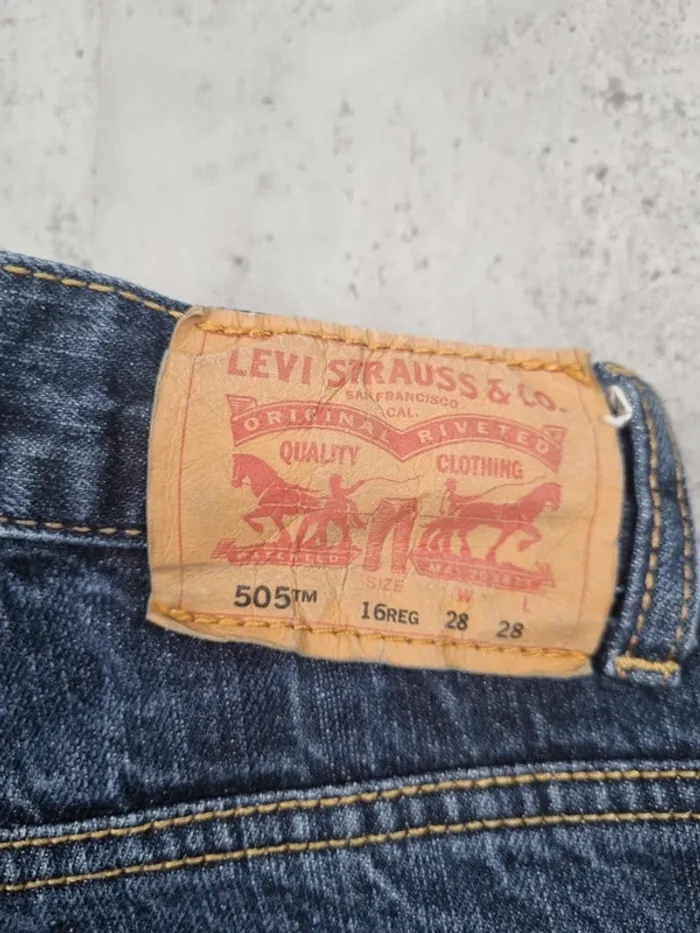 LEVI STRAUSS & CO.
SAN FRANCISCO
CAL.
ORIGINAL RIVETED
QUALITY CLOTHING
SIZE W L
505™ 16REG 28 28